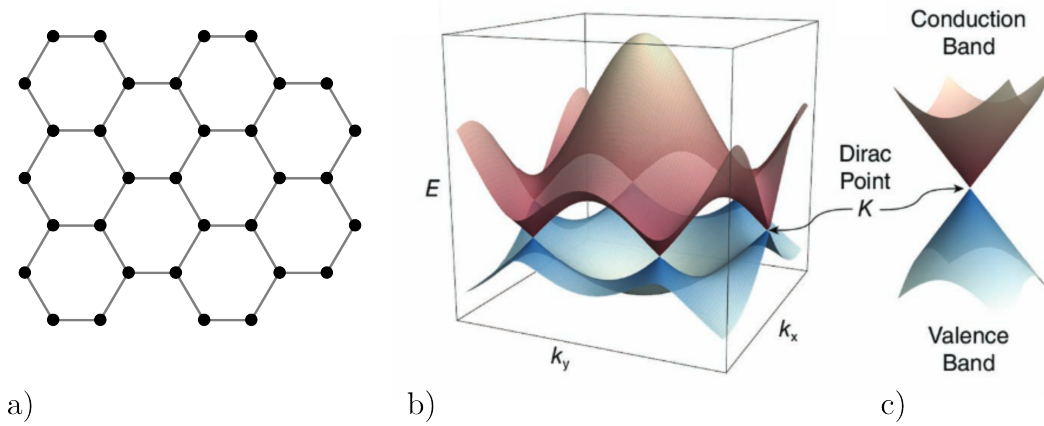 Conduction
Band
E
Dirac
Point
K
k_y
k_x
Valence
Band
a)
b)
c)